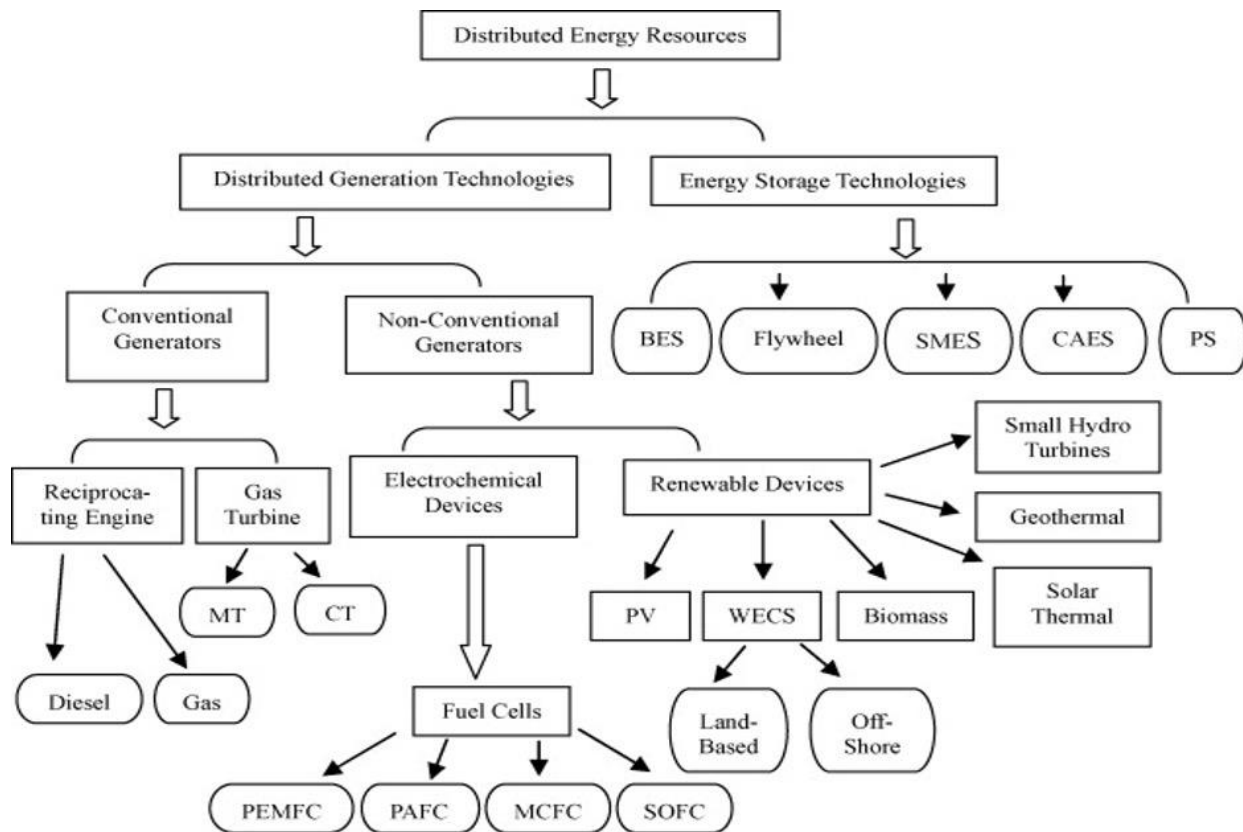 Distributed Energy Resources
Distributed Generation Technologies
Energy Storage Technologies
Conventional
Generators
Non-Conventional
Generators
BES
Flywheel
SMES
CAES
PS
Reciproca-
ting Engine
Gas
Turbine
Electrochemical
Devices
Renewable Devices
Small Hydro
Turbines
Geothermal
Solar
Thermal
MT
CT
PV
WECS
Biomass
Diesel
Gas
Fuel Cells
Land-
Based
Off-
Shore
PEMFC
PAFC
MCFC
SOFC